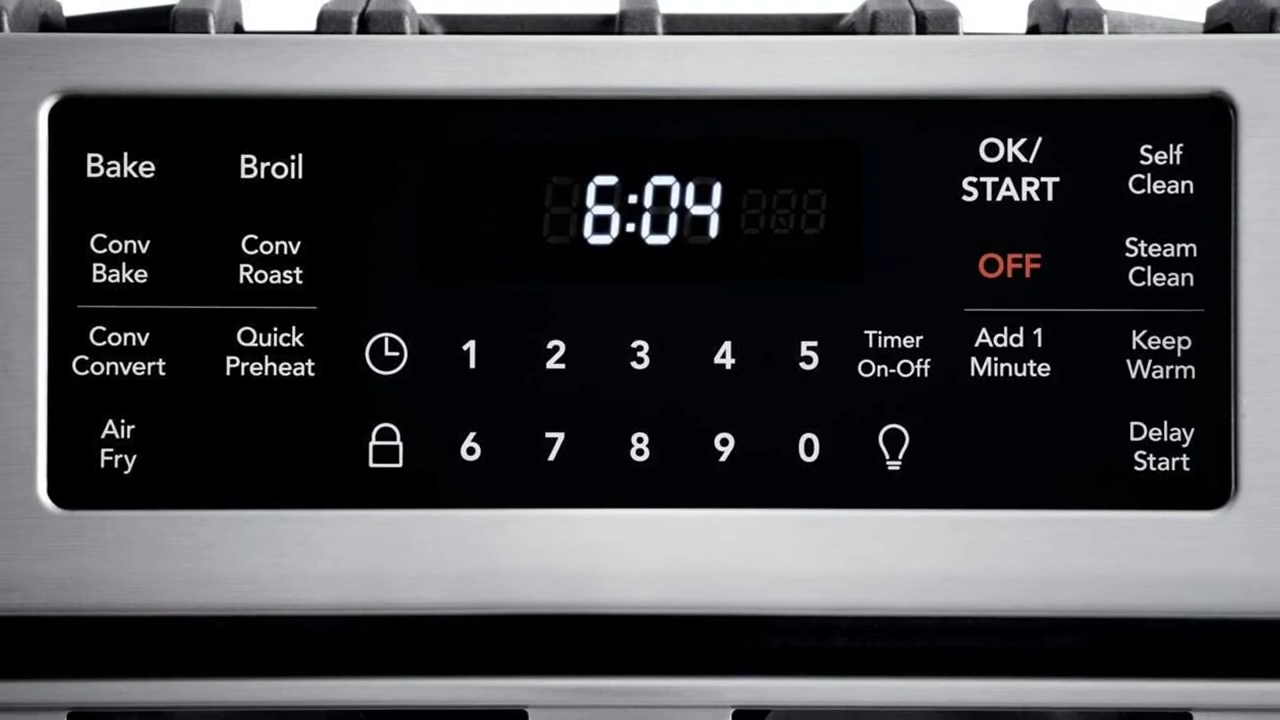 Bake
Broil
Conv
Bake
Conv
Roast
Conv
Convert
Quick
Preheat
Air
Fry
6:04
1 2 3 4 5
6 7 8 9 0
Timer
On-Off
OK/
START
OFF
Add 1
Minute
Self
Clean
Steam
Clean
Keep
Warm
Delay
Start